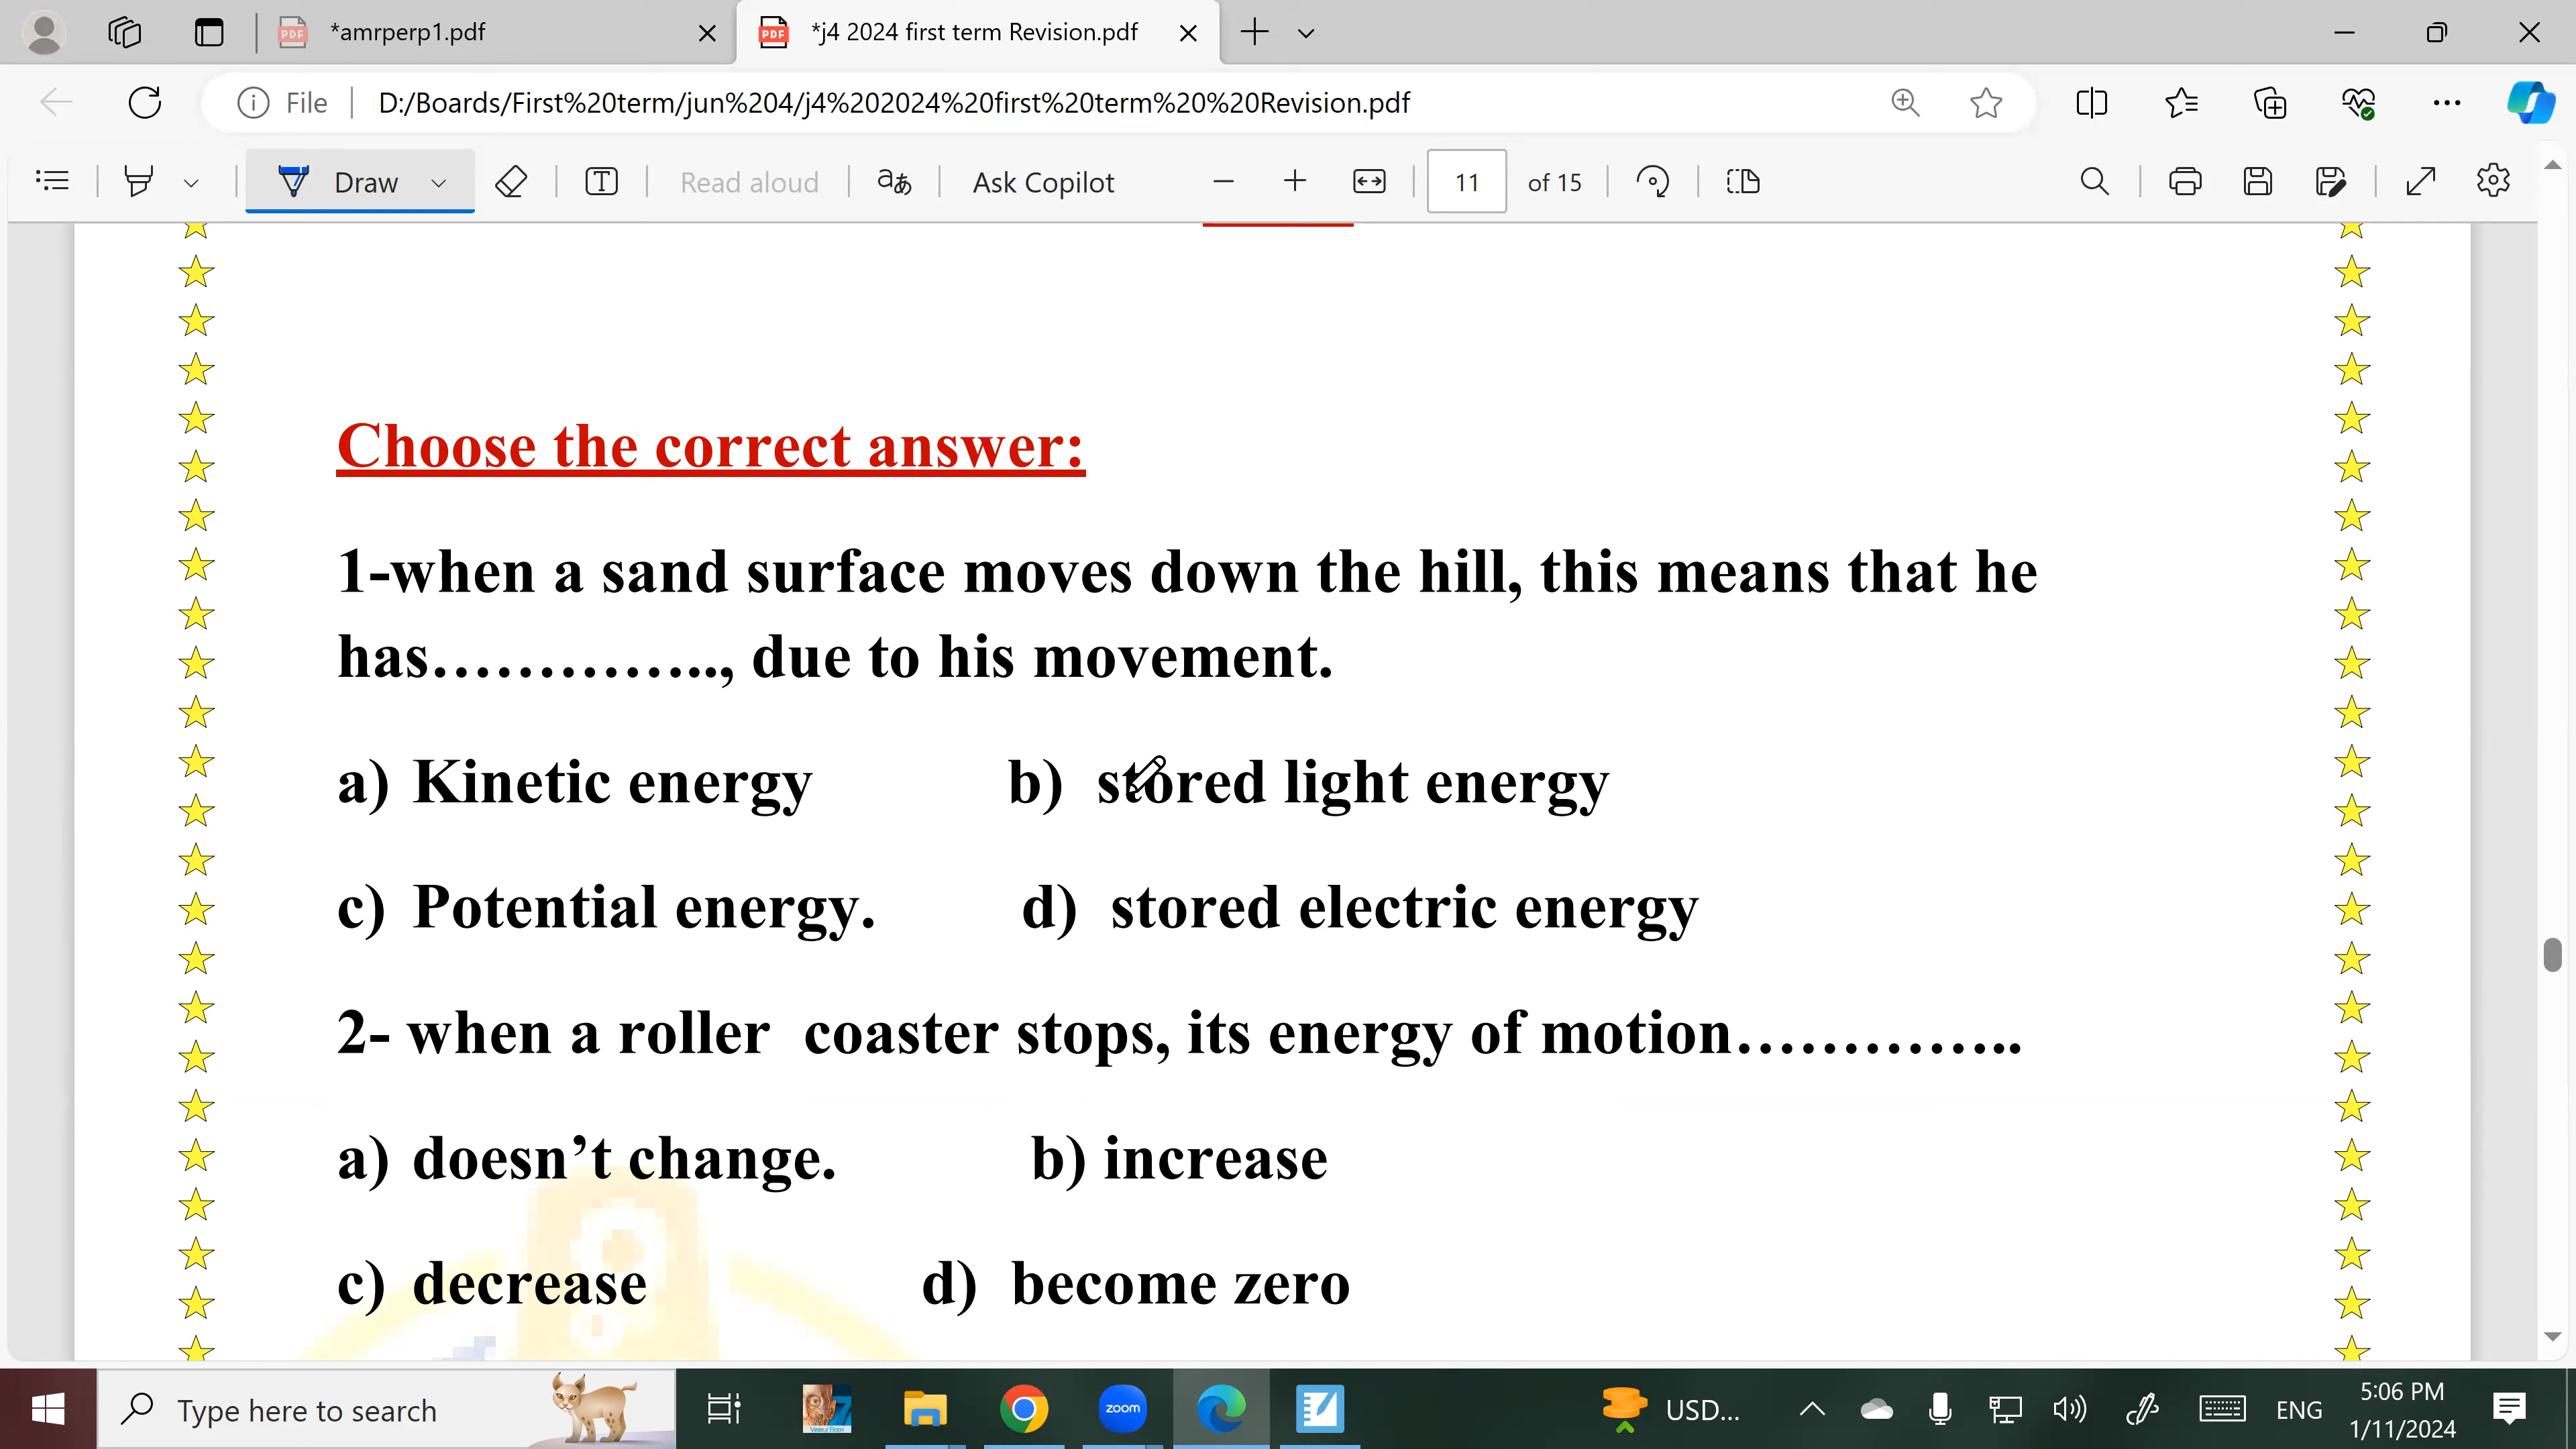 *amrperp1.pdf
*j4 2024 first term Revision.pdf
File
D:/Boards/First%20term/jun%204/j4%202024%20first%20term%20%20Revision.pdf
Draw
Read aloud
Ask Copilot
11 of 15
Choose the correct answer:
1-when a sand surface moves down the hill, this means that he
has………….., due to his movement.
a) Kinetic energy b) stored light energy
c) Potential energy. d) stored electric energy
2- when a roller coaster stops, its energy of motion…………..
a) doesn’t change. b) increase
c) decrease d) become zero
Type here to search
zoom
USD...
ENG
5:06 PM
1/11/2024